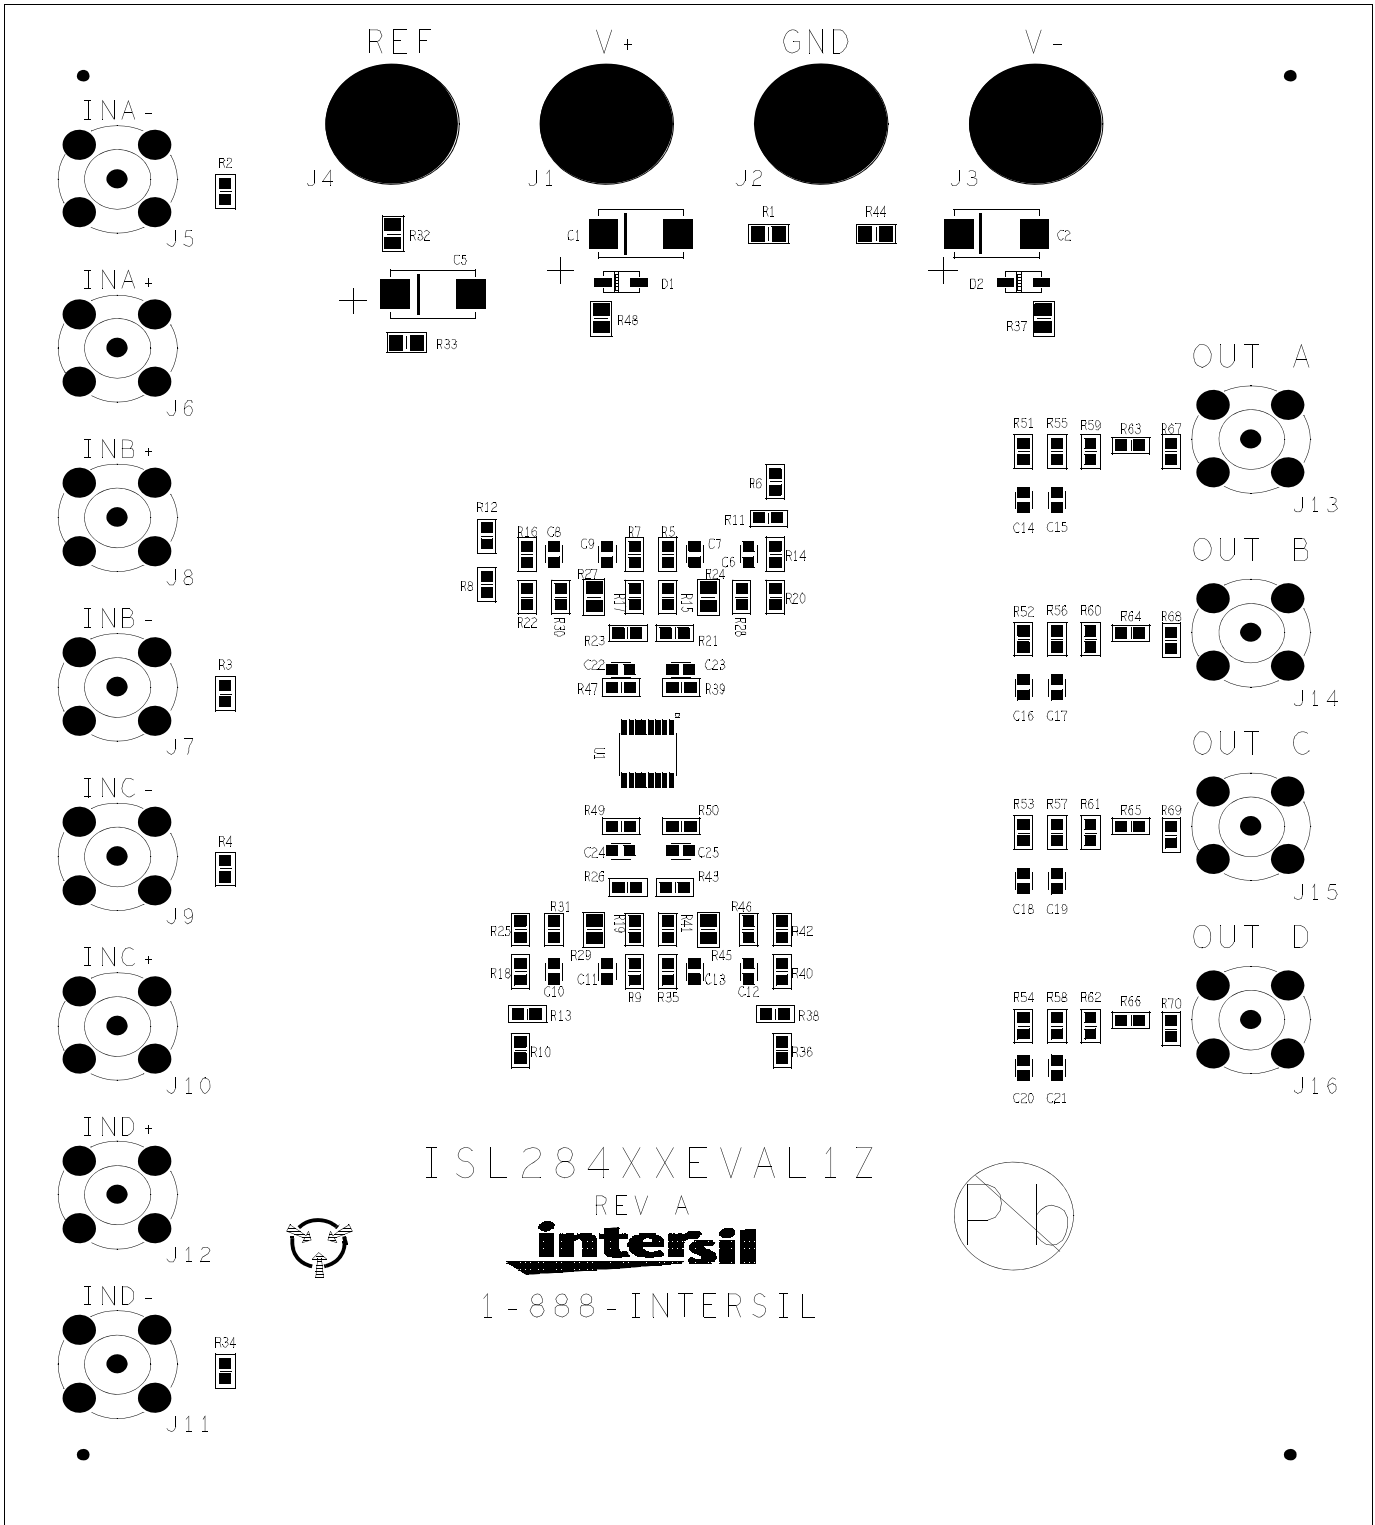 REF V+ GND V-
INA-
R2
J4 J1 J2 J3
J5
R32 C1 R1 R44 C2
C5
INA+
D1 D2
R48 R37
R33
J6
OUT A
INB+
R51 R55 R59 R63 R67
R6
J13
R12 R11
C14 C15
R16 C8 C9 R7 R5 C7 C6 R14
OUT B
J8
R8 R27 R24
R17 R15 R20
R22 R30 R28
INB-
R52 R56 R60 R64 R68
R23 R21
R3
C22 C23
R47 R39
J14
C16 C17
J7
OUT C
U1
INC-
R53 R57 R61 R65 R69
R49 R50
R4
C24 C25
R26 R43
J15
C18 C19
J9
R31 R19 R41 R46
R25 R42
OUT D
R29 R45
INC+
R18 C10 C11 R9 R35 C13 C12 R40
R54 R58 R62 R66 R70
R13 R38
R10 R36
J16
J10
C20 C21
IND+
ISL284XXEVAL1Z
REV A
Pb
intersil
J12
IND-
1-888-INTERSIL
R34
J11